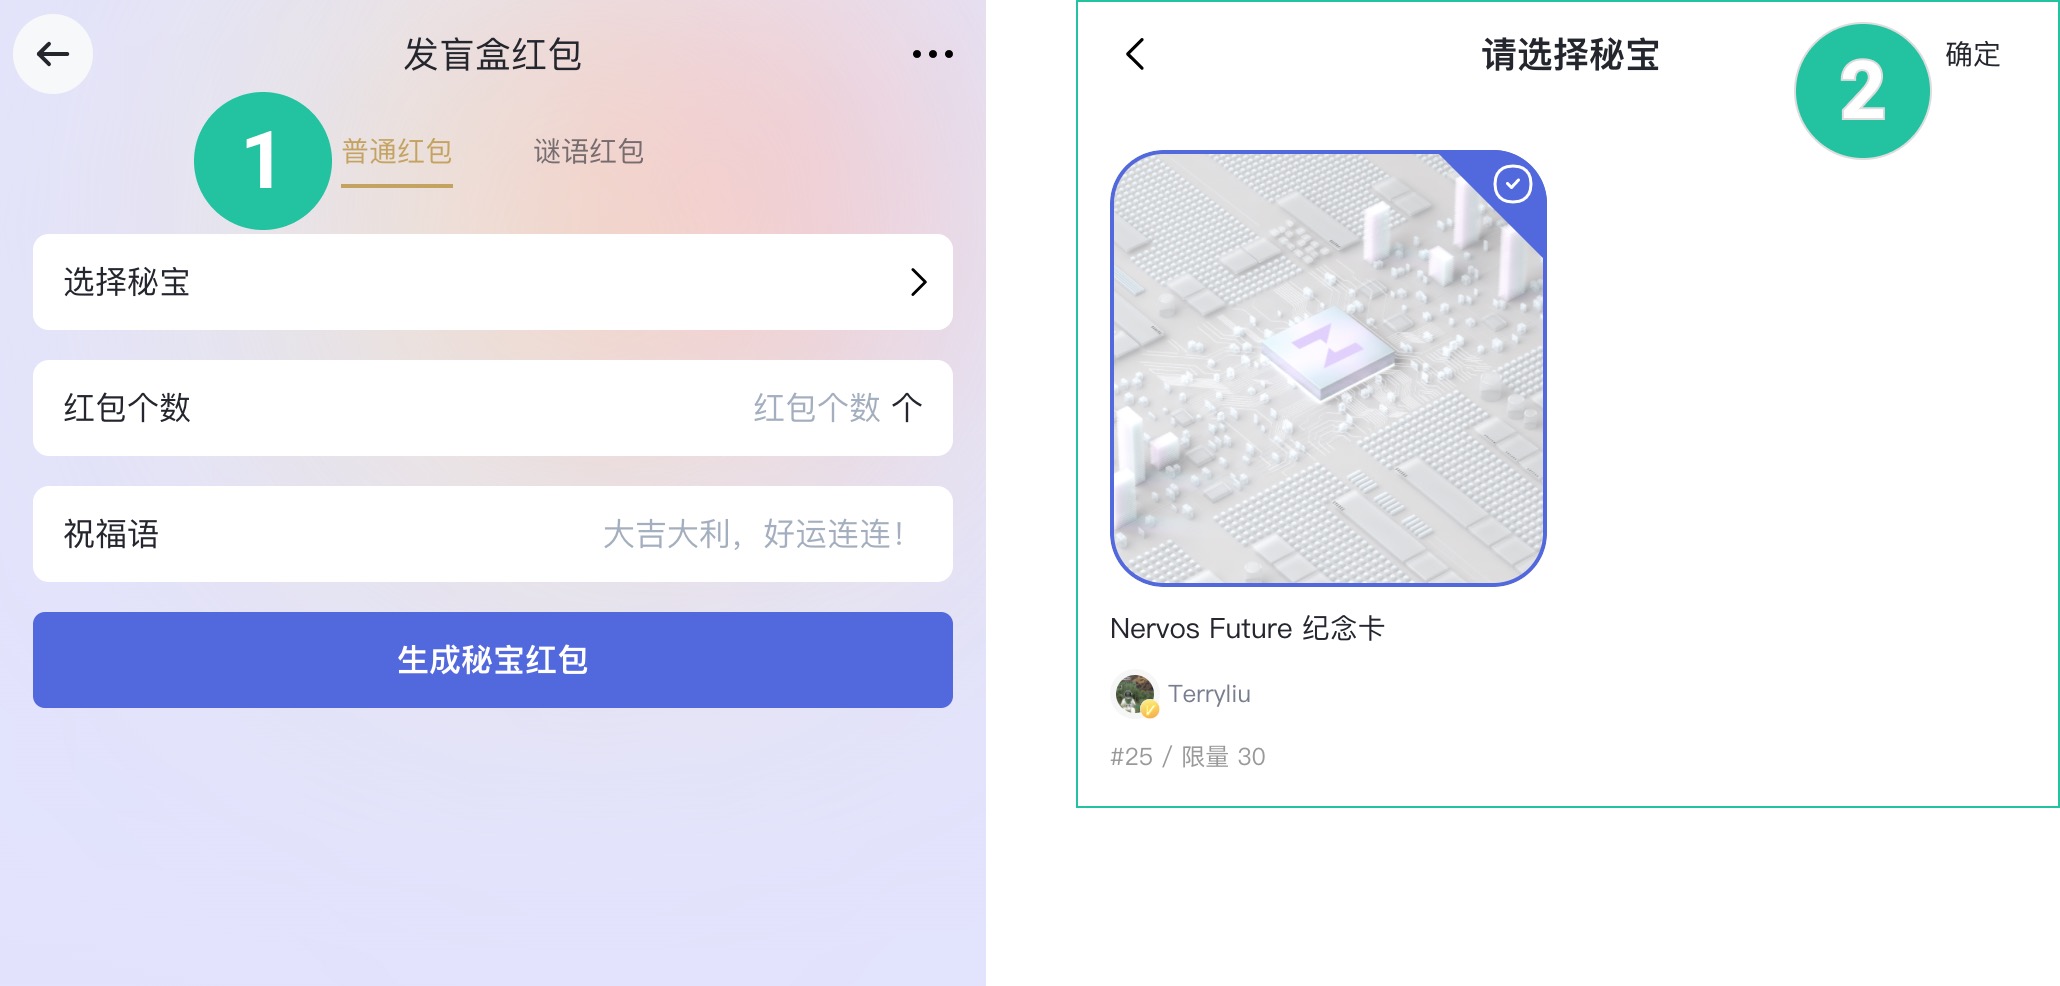 发盲盒红包
1
普通红包 谜语红包
选择秘宝
红包个数 红包个数 个
祝福语 大吉大利，好运连连！
生成秘宝红包
请选择秘宝
2
确定
Nervos Future 纪念卡
Terryliu
#25 / 限量 30